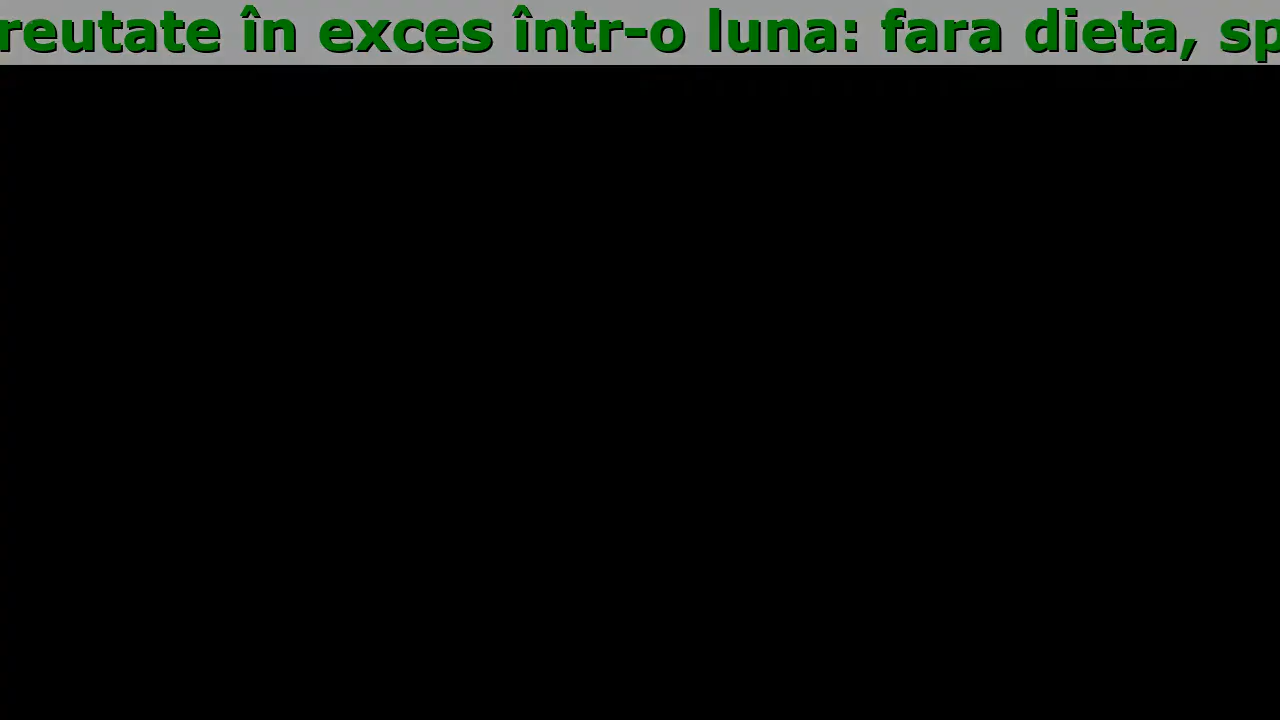 reutate în exces într-o luna: fara dieta, sp